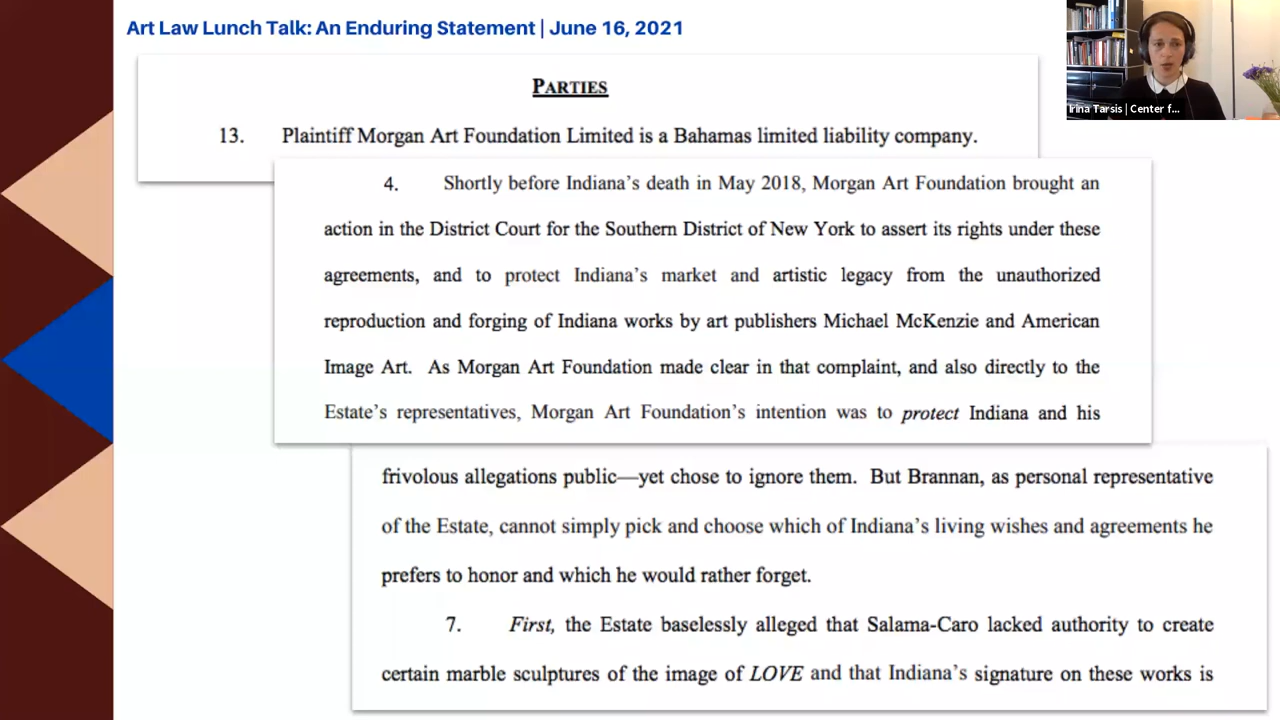 Art Law Lunch Talk: An Enduring Statement | June 16, 2021
Irina Tarsis | Center f...
PARTIES
13. Plaintiff Morgan Art Foundation Limited is a Bahamas limited liability company.
4. Shortly before Indiana's death in May 2018, Morgan Art Foundation brought an
action in the District Court for the Southern District of New York to assert its rights under these
agreements, and to protect Indiana's market and artistic legacy from the unauthorized
reproduction and forging of Indiana works by art publishers Michael McKenzie and American
Image Art. As Morgan Art Foundation made clear in that complaint, and also directly to the
Estate's representatives, Morgan Art Foundation's intention was to protect Indiana and his
frivolous allegations public—yet chose to ignore them. But Brannan, as personal representative
of the Estate, cannot simply pick and choose which of Indiana's living wishes and agreements he
prefers to honor and which he would rather forget.
7. First, the Estate baselessly alleged that Salama-Caro lacked authority to create
certain marble sculptures of the image of LOVE and that Indiana's signature on these works is